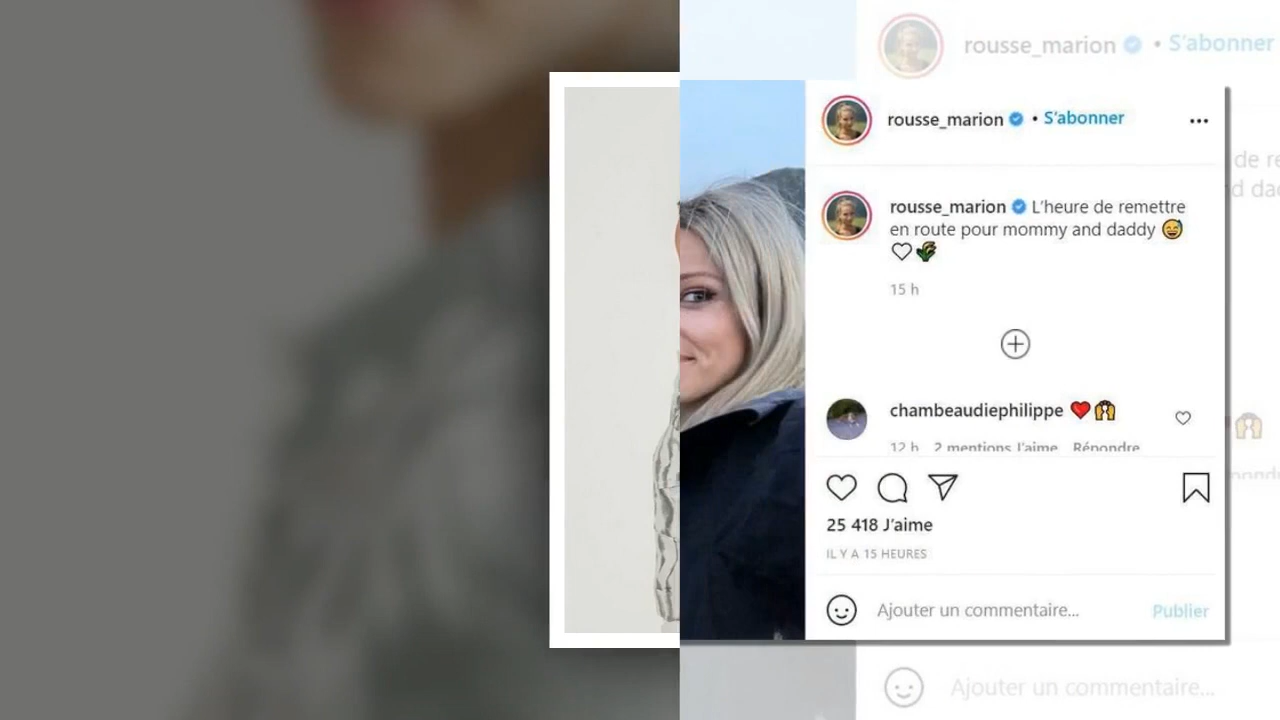 rousse_marion • S'abonner
rousse_marion • S'abonner
rousse_marion L'heure de remettre
en route pour mommy and daddy 😅
♡🌾
15 h
chambeaudiephilippe ❤️🙌
12 h 2 mentions J'aime Répondre
25 418 J'aime
IL Y A 15 HEURES
Ajouter un commentaire... Publier
Ajouter un commentaire...